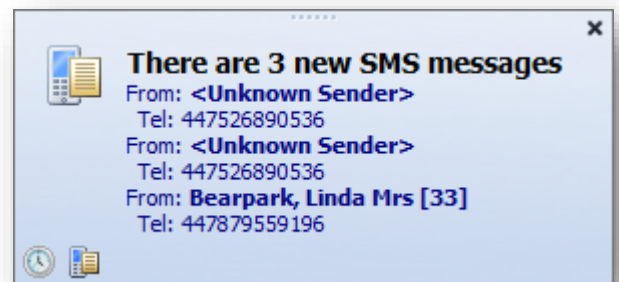 There are 3 new SMS messages
From: <Unknown Sender>
Tel: 447526890536
From: <Unknown Sender>
Tel: 447526890536
From: Bearpark, Linda Mrs [33]
Tel: 447879559196